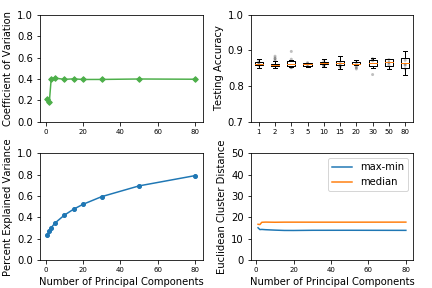 Coefficient of Variation
1.0
0.8
0.6
0.4
0.2
0.0
0 20 40 60 80
Testing Accuracy
1.0
0.9
0.8
0.7
1 2 3 5 10 15 20 30 50 80
Percent Explained Variance
1.0
0.8
0.6
0.4
0.2
0.0
0 20 40 60 80
Number of Principal Components
Euclidean Cluster Distance
50
40
30
20
10
0
max-min
median
0 20 40 60 80
Number of Principal Components